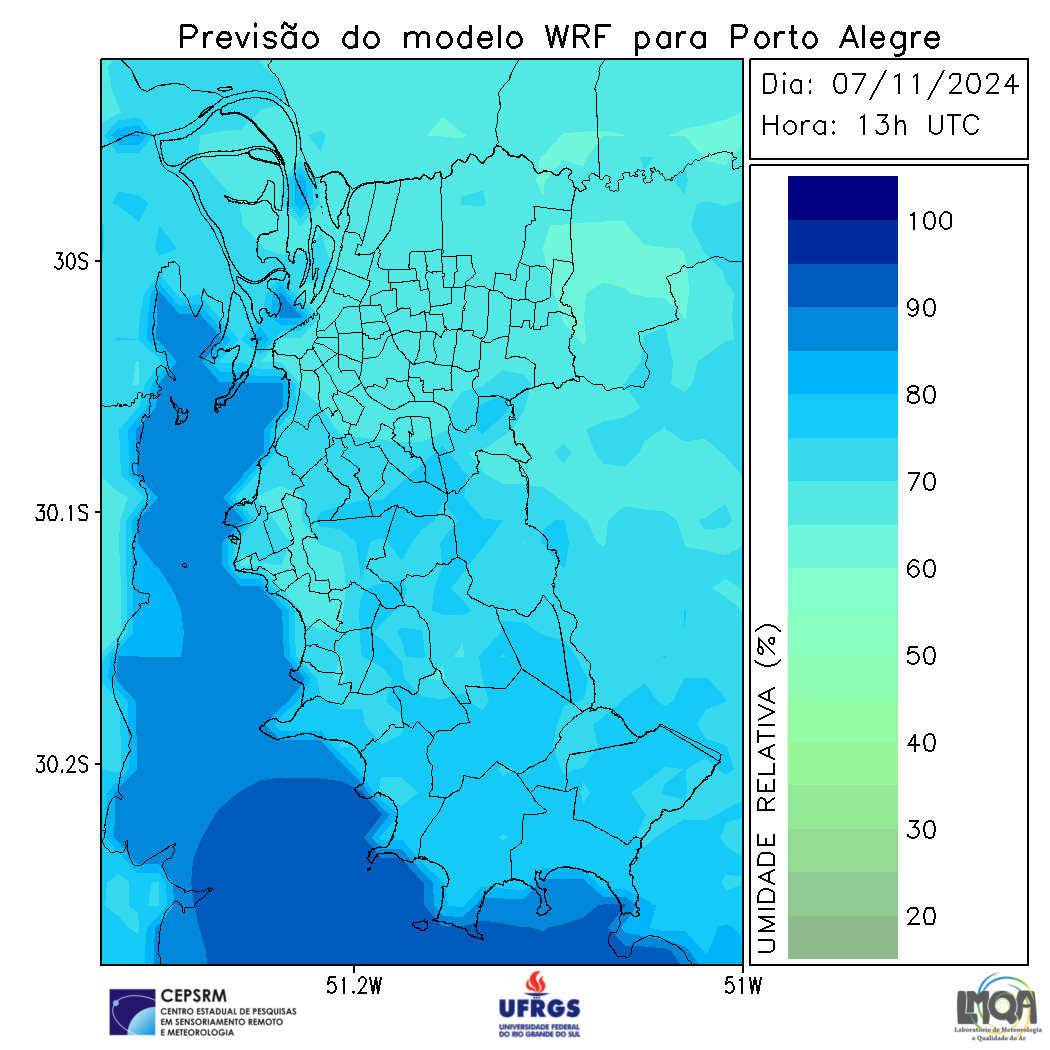 Previsão do modelo WRF para Porto Alegre
Dia: 07/11/2024
Hora: 13h UTC
30S
30.1S
30.2S
51.2W
51W
UMIDADE RELATIVA (%)
100
90
80
70
60
50
40
30
20
CEPSRM
CENTRO ESTADUAL DE PESQUISAS
EM SENSORIAMENTO REMOTO
E METEOROLOGIA
UFRGS
UNIVERSIDADE FEDERAL
DO RIO GRANDE DO SUL
LMQA
Laboratório de Meteorologia
e Qualidade do Ar